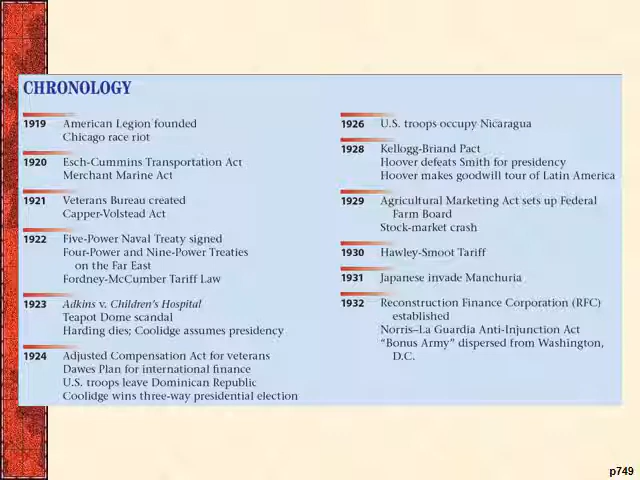 CHRONOLOGY
1919 American Legion founded
Chicago race riot
1920 Esch-Cummins Transportation Act
Merchant Marine Act
1921 Veterans Bureau created
Capper-Volstead Act
1922 Five-Power Naval Treaty signed
Four-Power and Nine-Power Treaties
on the Far East
Fordney-McCumber Tariff Law
1923 Adkins v. Children's Hospital
Teapot Dome scandal
Harding dies; Coolidge assumes presidency
1924 Adjusted Compensation Act for veterans
Dawes Plan for international finance
U.S. troops leave Dominican Republic
Coolidge wins three-way presidential election
1926 U.S. troops occupy Nicaragua
1928 Kellogg-Briand Pact
Hoover defeats Smith for presidency
Hoover makes goodwill tour of Latin America
1929 Agricultural Marketing Act sets up Federal
Farm Board
Stock-market crash
1930 Hawley-Smoot Tariff
1931 Japanese invade Manchuria
1932 Reconstruction Finance Corporation (RFC)
established
Norris–La Guardia Anti-Injunction Act
"Bonus Army" dispersed from Washington,
D.C.
p749